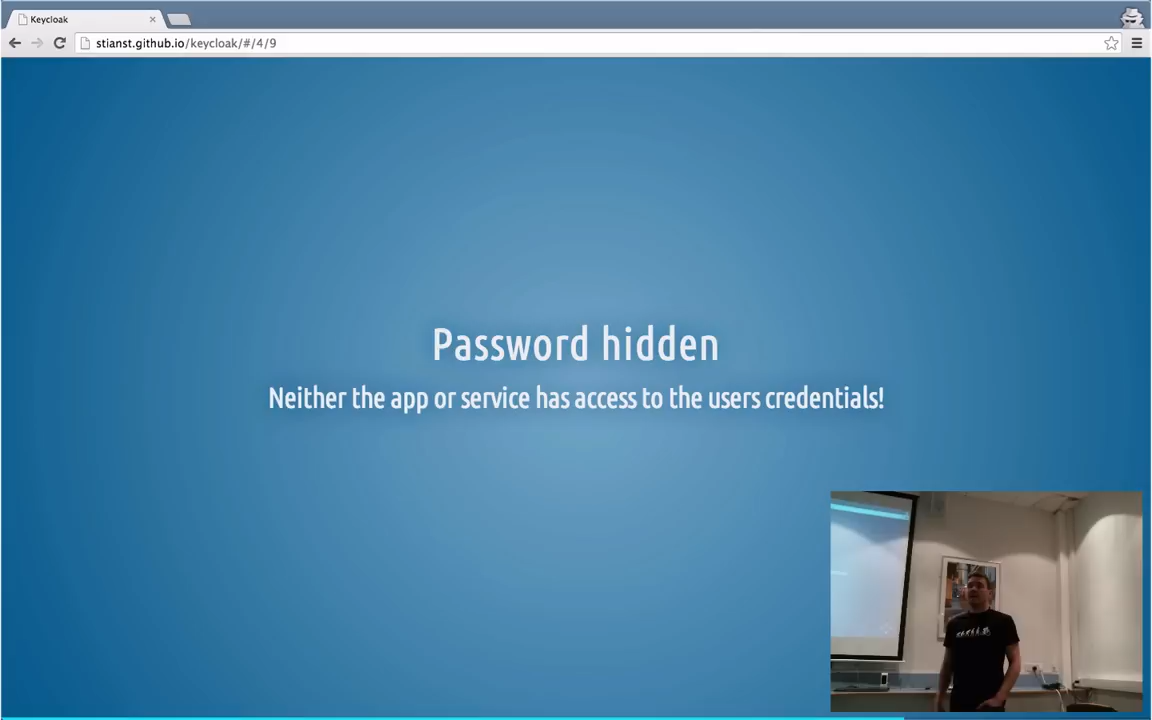 Keycloak
stianst.github.io/keycloak/#/4/9
Password hidden
Neither the app or service has access to the users credentials!